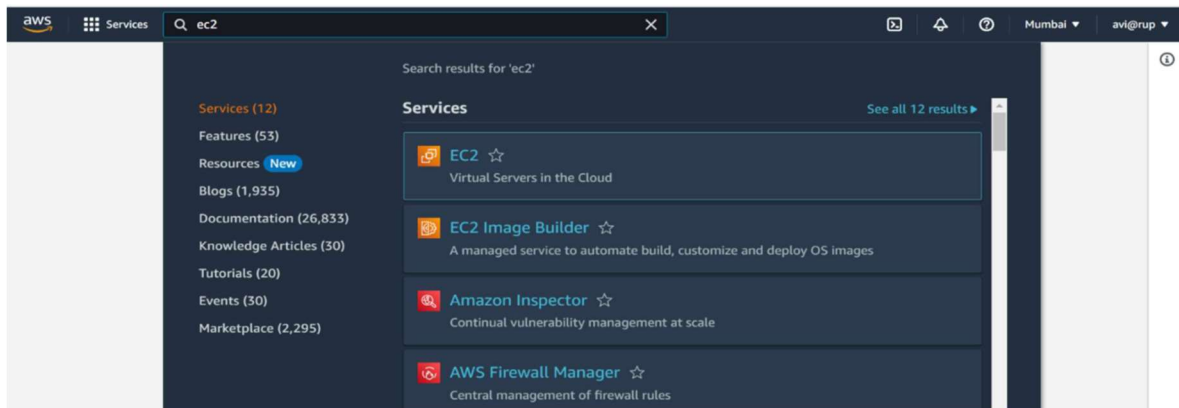 aws Services ec2 Mumbai ▼ avi@rup ▼
Search results for 'ec2'
Services (12)
Features (53)
Resources New
Blogs (1,935)
Documentation (26,833)
Knowledge Articles (30)
Tutorials (20)
Events (30)
Marketplace (2,295)
Services See all 12 results ▶
EC2
Virtual Servers in the Cloud
EC2 Image Builder
A managed service to automate build, customize and deploy OS images
Amazon Inspector
Continual vulnerability management at scale
AWS Firewall Manager
Central management of firewall rules